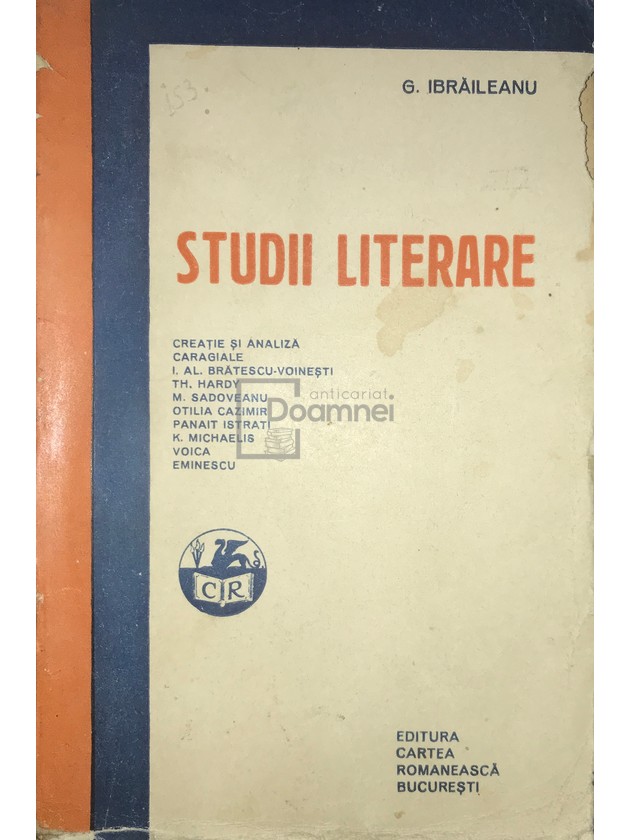 153
G. IBRĂILEANU
STUDII LITERARE
CREAȚIE ȘI ANALIZĂ
CARAGIALE
I. AL. BRĂTESCU-VOINEȘTI
TH. HARDY
M. SADOVEANU
OTILIA CAZIMIR
PANAIT ISTRATI
K. MICHAELIS
VOICA
EMINESCU
anticariat
Doamnei
C R
EDITURA
CARTEA
ROMANEASCĂ
BUCUREȘTI